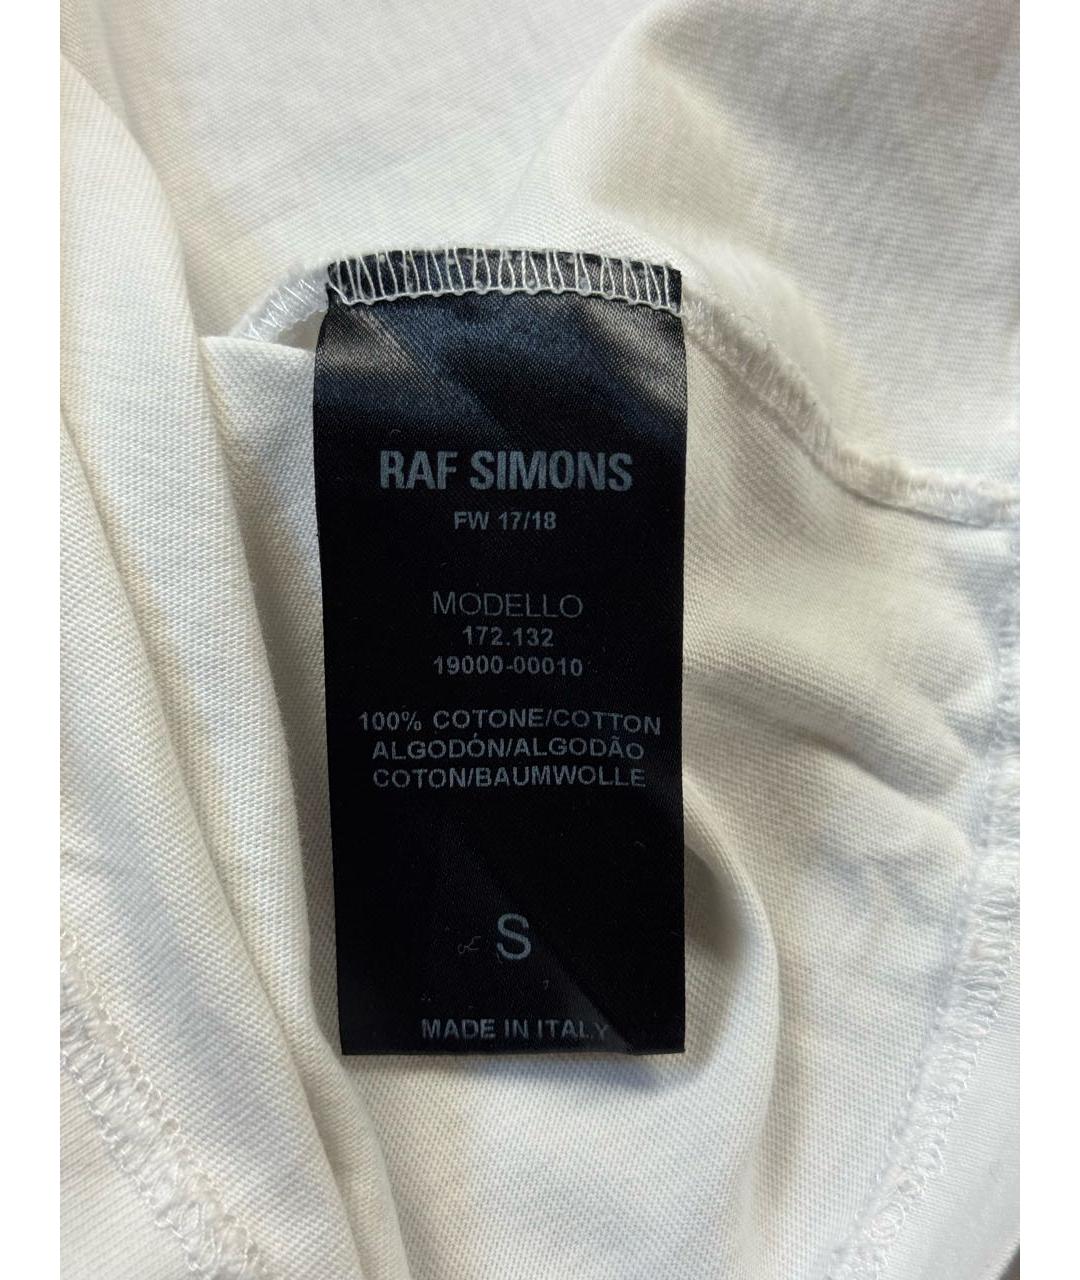 RAF SIMONS
FW 17/18
MODELLO
172.132
19000-00010
100% COTONE/COTTON
ALGODÓN/ALGODÃO
COTON/BAUMWOLLE
S
MADE IN ITALY